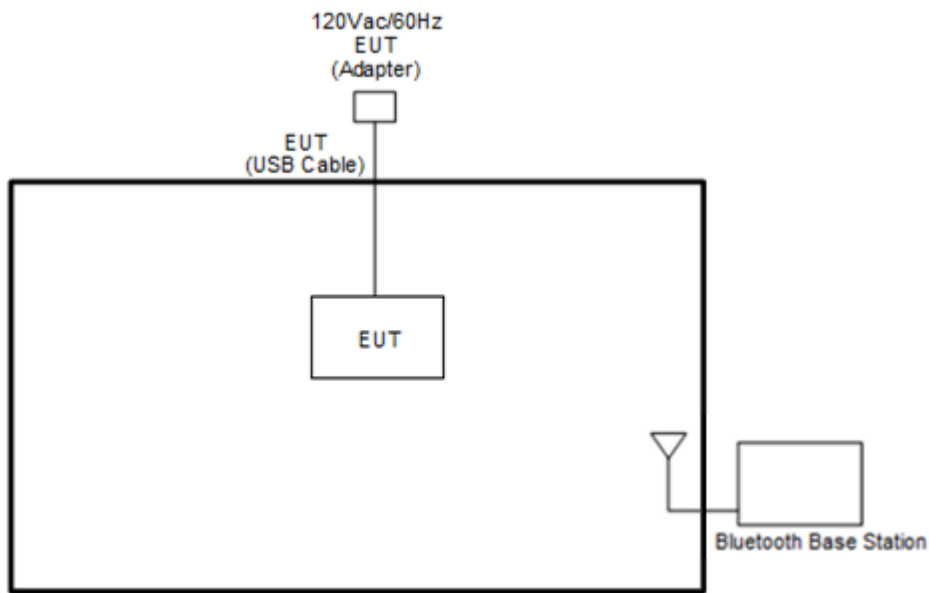 120Vac/60Hz
EUT
(Adapter)
EUT
(USB Cable)
EUT
Bluetooth Base Station